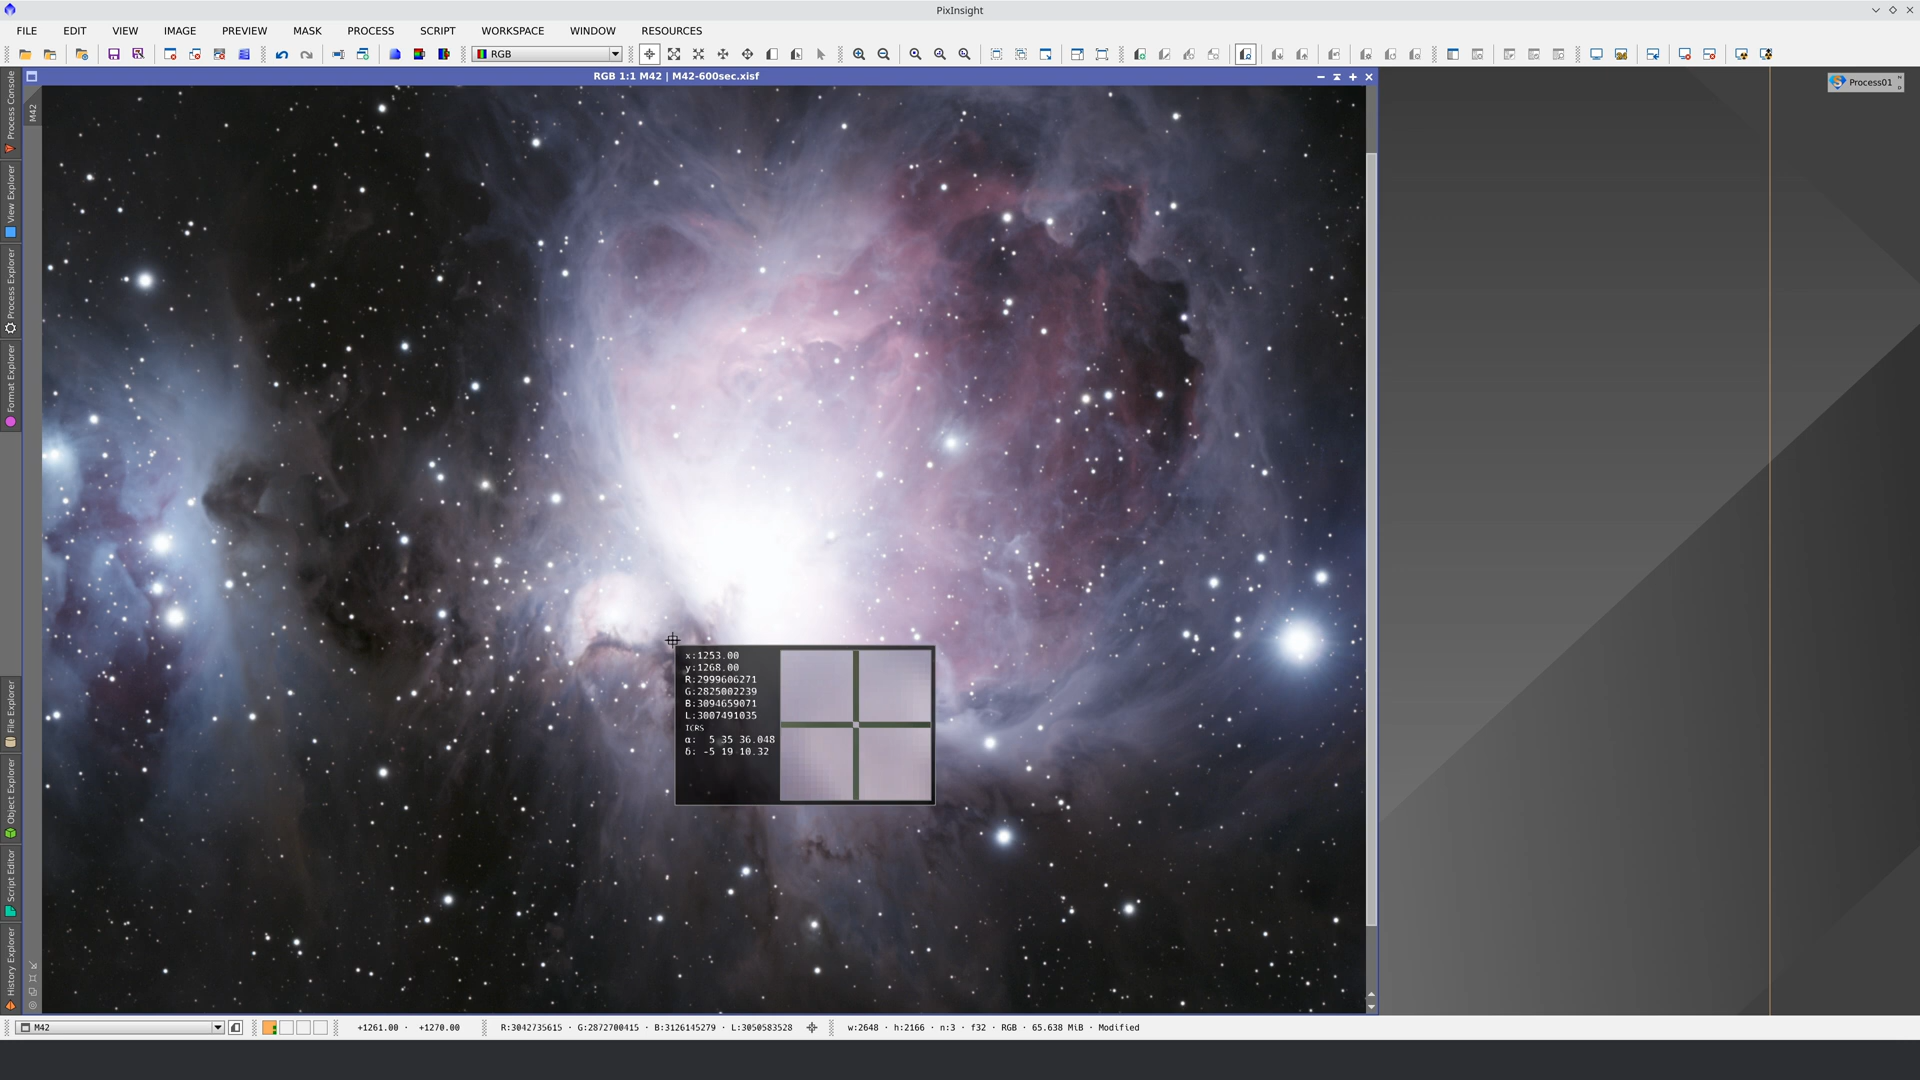 PixInsight
FILE EDIT VIEW IMAGE PREVIEW MASK PROCESS SCRIPT WORKSPACE WINDOW RESOURCES
RGB
RGB 1:1 M42 | M42-600sec.xisf
Process01
Process Console
View Explorer
Process Explorer
Format Explorer
File Explorer
Object Explorer
Script Editor
History Explorer
M42
x:1253.00
y:1268.00
R:2999606271
G:2825002239
B:3094659071
L:3007491035
ICRS
α: 5 35 36.048
δ: -5 19 10.32
M42
+1261.00 · +1270.00
R:3042735615 · G:2872700415 · B:3126145279 · L:3050583528
w:2648 · h:2166 · n:3 · f32 · RGB · 65.638 MiB · Modified